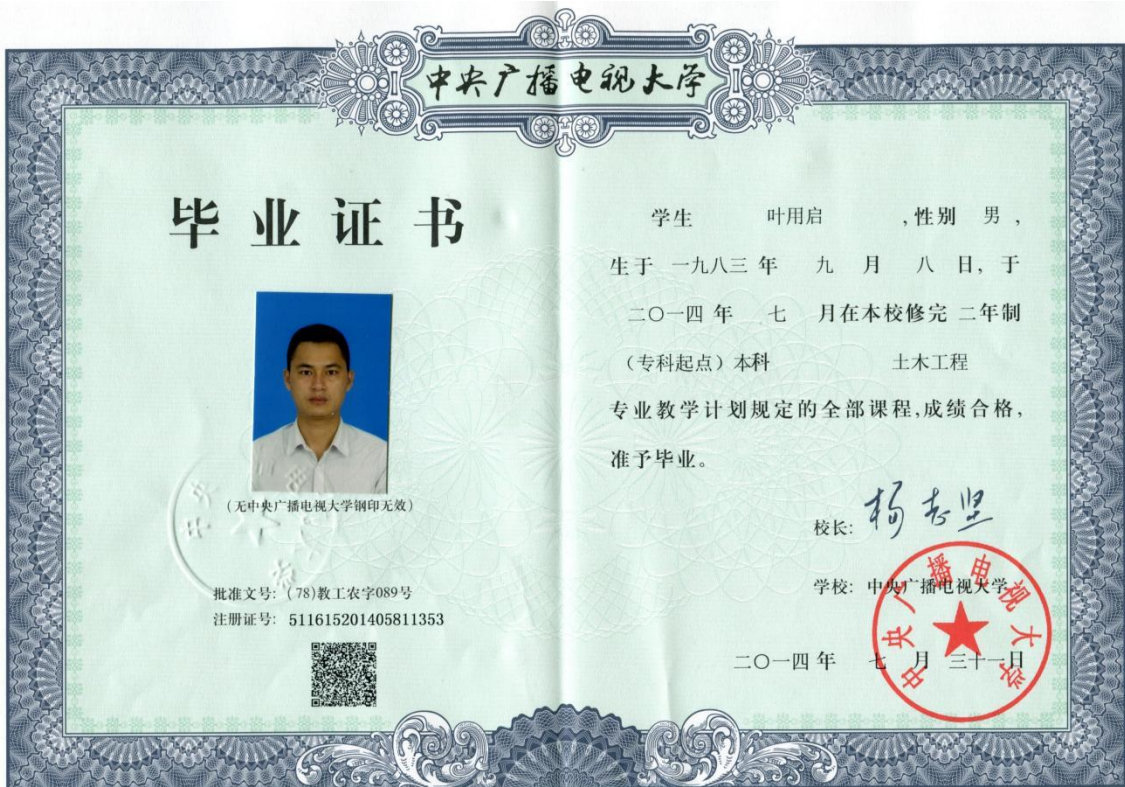 中央广播电视大学
毕业证书
(无中央广播电视大学钢印无效)
批准文号: (78)教工农字089号
注册证号: 511615201405811353
学生 叶用启 ,性别 男,
生于 一九八三 年 九 月 八 日, 于
二〇一四 年 七 月在本校修完 二年制
(专科起点)本科 土木工程
专业教学计划规定的全部课程,成绩合格,
准予毕业。
校长: 杨志坚
学校: 中央广播电视大学
二〇一四 年 七 月 三十一日
中央广播电视大学